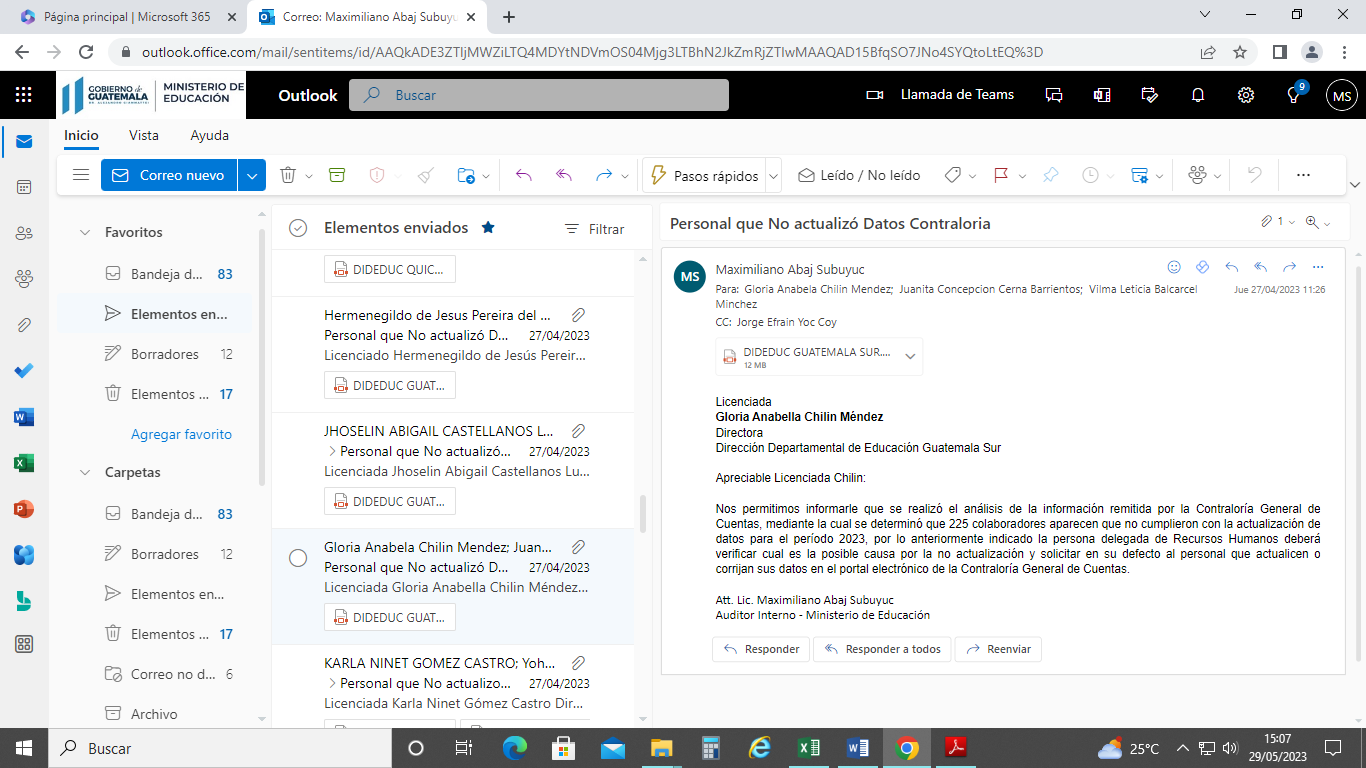 Página principal | Microsoft 365
Correo: Maximiliano Abaj Subuyu
outlook.office.com/mail/sentitems/id/AAQkADE3ZTljMWZiLTQ4MDYtNDVmOS04Mjg3LTBhN2JkZmRjZTIwMAAQAD15BfqSO7JNo4SYQtoLtEQ%3D
GOBIERNO de
GUATEMALA
MINISTERIO DE
EDUCACIÓN
Outlook
Buscar
Llamada de Teams
9
MS
Inicio
Vista
Ayuda
Correo nuevo
Pasos rápidos
Leído / No leído
Favoritos
Bandeja d... 83
Elementos en...
Borradores 12
Elementos ... 17
Agregar favorito
Carpetas
Bandeja d... 83
Borradores 12
Elementos en...
Elementos ... 17
Correo no d... 6
Archivo
Elementos enviados
Filtrar
DIDEDUC QUIC...
Hermenegildo de Jesus Pereira del ...
Personal que No actualizó D... 27/04/2023
Licenciado Hermenegildo de Jesús Pereir...
DIDEDUC GUAT...
JHOSELIN ABIGAIL CASTELLANOS L...
Personal que No actualizó... 27/04/2023
Licenciada Jhoselin Abigail Castellanos Lu...
DIDEDUC GUAT...
Gloria Anabela Chilin Mendez; Juan...
Personal que No actualizó D... 27/04/2023
Licenciada Gloria Anabella Chilin Méndez...
DIDEDUC GUAT...
KARLA NINET GOMEZ CASTRO; Yoh...
Personal que No actualizo... 27/04/2023
Licenciada Karla Ninet Gómez Castro Dir...
Personal que No actualizó Datos Contraloria
1
MS
Maximiliano Abaj Subuyuc
Para: Gloria Anabela Chilin Mendez; Juanita Concepcion Cerna Barrientos; Vilma Leticia Balcarcel
Minchez
Jue 27/04/2023 11:26
CC: Jorge Efrain Yoc Coy
DIDEDUC GUATEMALA SUR....
12 MB
Licenciada
Gloria Anabella Chilin Méndez
Directora
Dirección Departamental de Educación Guatemala Sur
Apreciable Licenciada Chilin:
Nos permitimos informarle que se realizó el análisis de la información remitida por la Contraloría General de
Cuentas, mediante la cual se determinó que 225 colaboradores aparecen que no cumplieron con la actualización de
datos para el período 2023, por lo anteriormente indicado la persona delegada de Recursos Humanos deberá
verificar cual es la posible causa por la no actualización y solicitar en su defecto al personal que actualicen o
corrijan sus datos en el portal electrónico de la Contraloría General de Cuentas.
Att. Lic. Maximiliano Abaj Subuyuc
Auditor Interno - Ministerio de Educación
Responder
Responder a todos
Reenviar
Buscar
25°C
15:07
29/05/2023